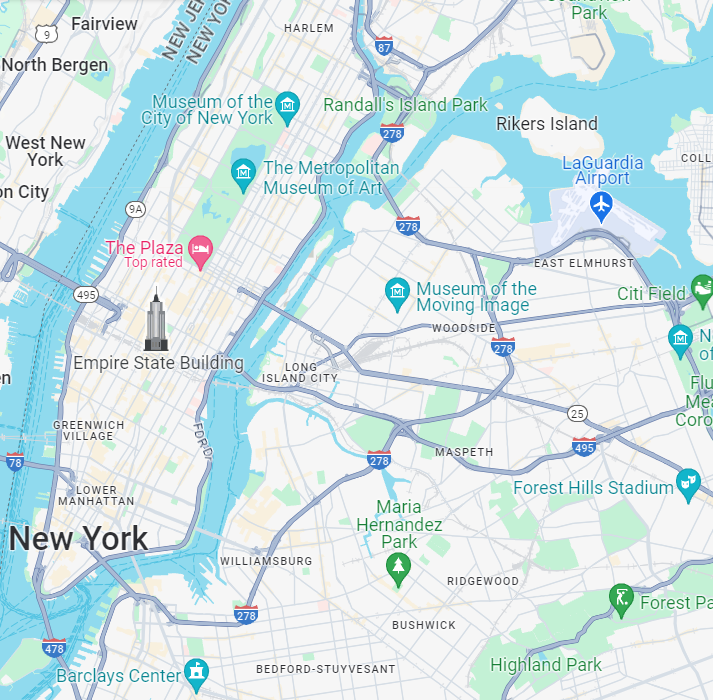 Soundview
Park
Fairview
9
NEW JERSEY
NEW YORK
HARLEM
87
North Bergen
Museum of the
City of New York
Randall's Island Park
278
Rikers Island
West New
York
COLL
The Metropolitan
Museum of Art
LaGuardia
Airport
on City
9A
278
The Plaza
Top rated
EAST ELMHURST
495
Museum of the
Moving Image
Citi Field
WOODSIDE
278
N
of
Empire State Building
LONG
ISLAND CITY
en
Flu
Mea
Coro
25
GREENWICH
VILLAGE
FDR Dr
495
MASPETH
78
278
LOWER
MANHATTAN
Forest Hills Stadium
Maria
Hernandez
Park
New York
WILLIAMSBURG
RIDGEWOOD
278
Forest Pa
BUSHWICK
478
Highland Park
BEDFORD-STUYVESANT
Barclays Center